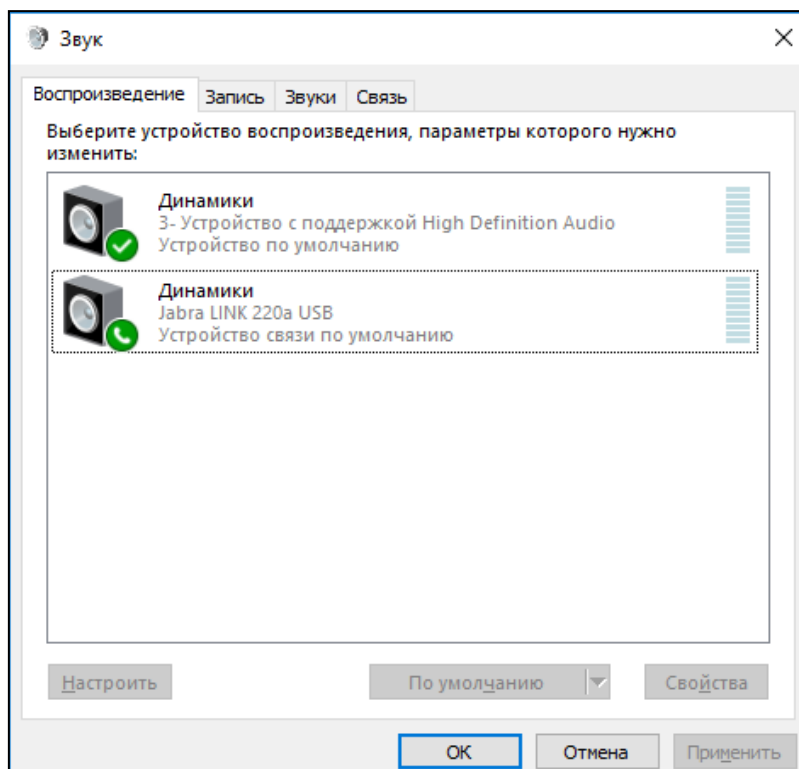 Звук
Воспроизведение Запись Звуки Связь
Выберите устройство воспроизведения, параметры которого нужно
изменить:
Динамики
3- Устройство с поддержкой High Definition Audio
Устройство по умолчанию
Динамики
Jabra LINK 220a USB
Устройство связи по умолчанию
Настроить По умолчанию Свойства
ОК Отмена Применить